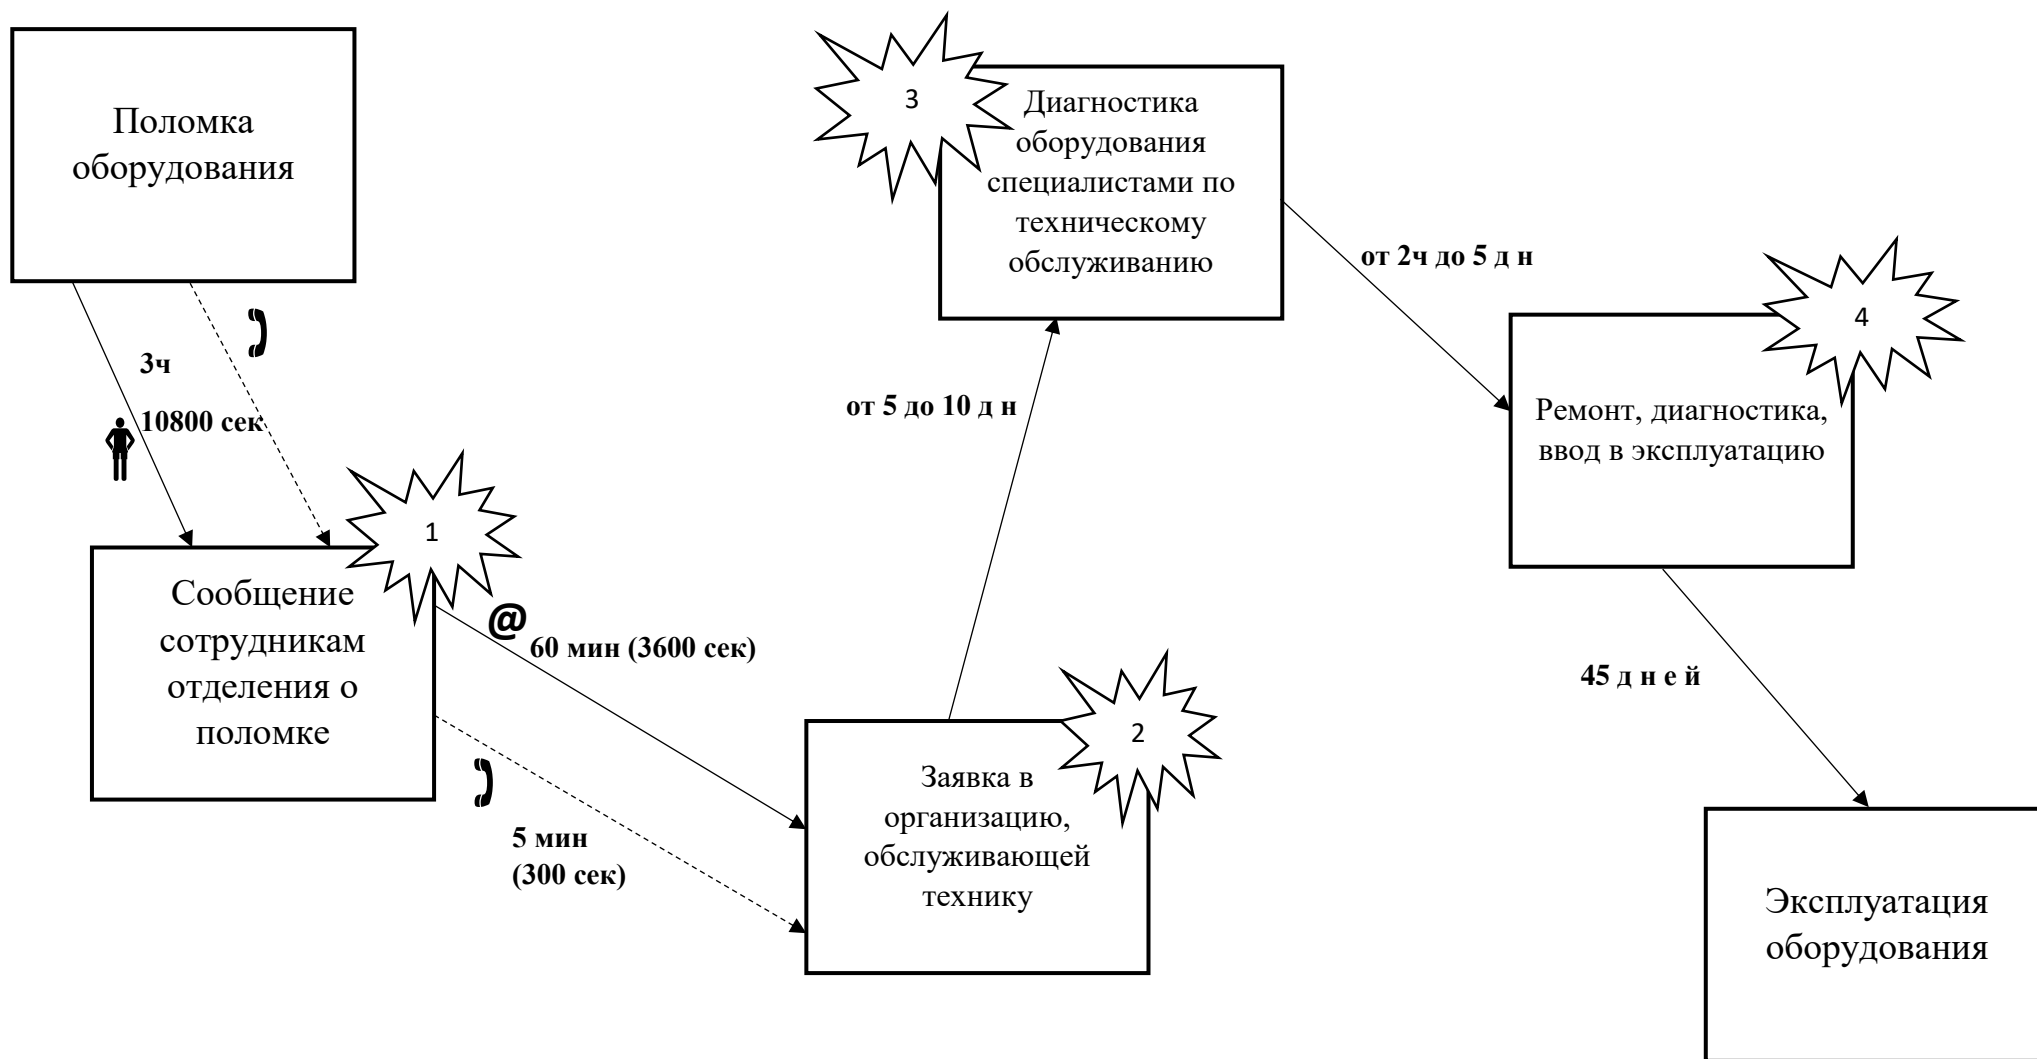 Поломка
оборудования
3ч
10800 сек
1
Сообщение
сотрудникам
отделения о
поломке
@
60 мин (3600 сек)
5 мин
(300 сек)
2
Заявка в
организацию,
обслуживающей
технику
от 5 до 10 д н
3
Диагностика
оборудования
специалистами по
техническому
обслуживанию
от 2ч до 5 д н
4
Ремонт, диагностика,
ввод в эксплуатацию
45 д н е й
Эксплуатация
оборудования